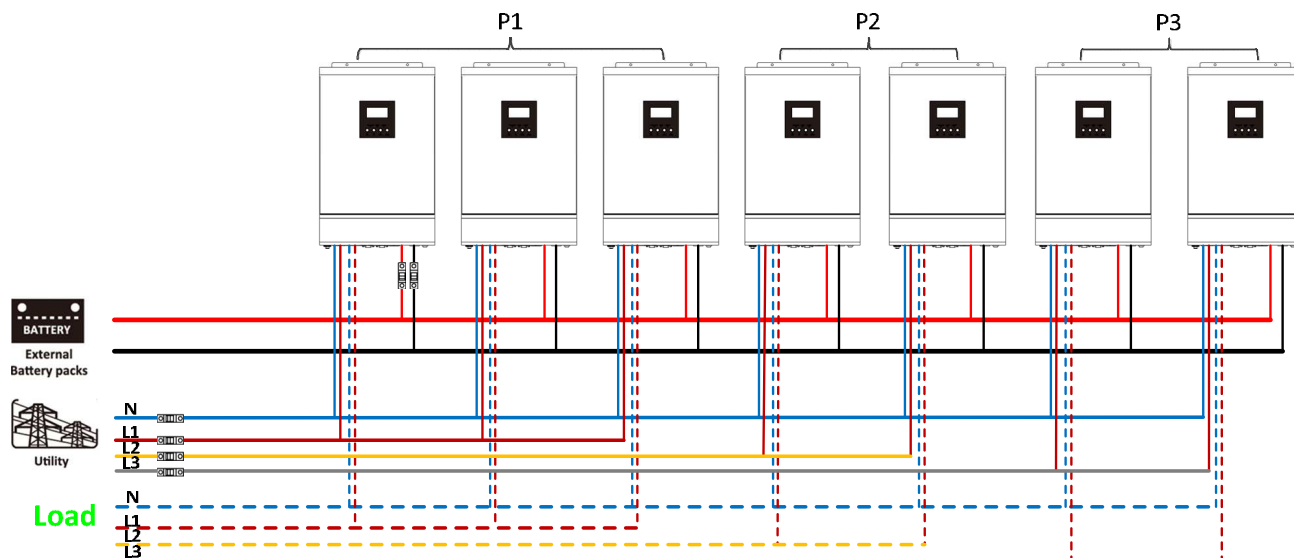 P1
P2
P3
BATTERY
External
Battery packs
N
L1
L2
L3
Utility
N
L1
L2
L3
Load